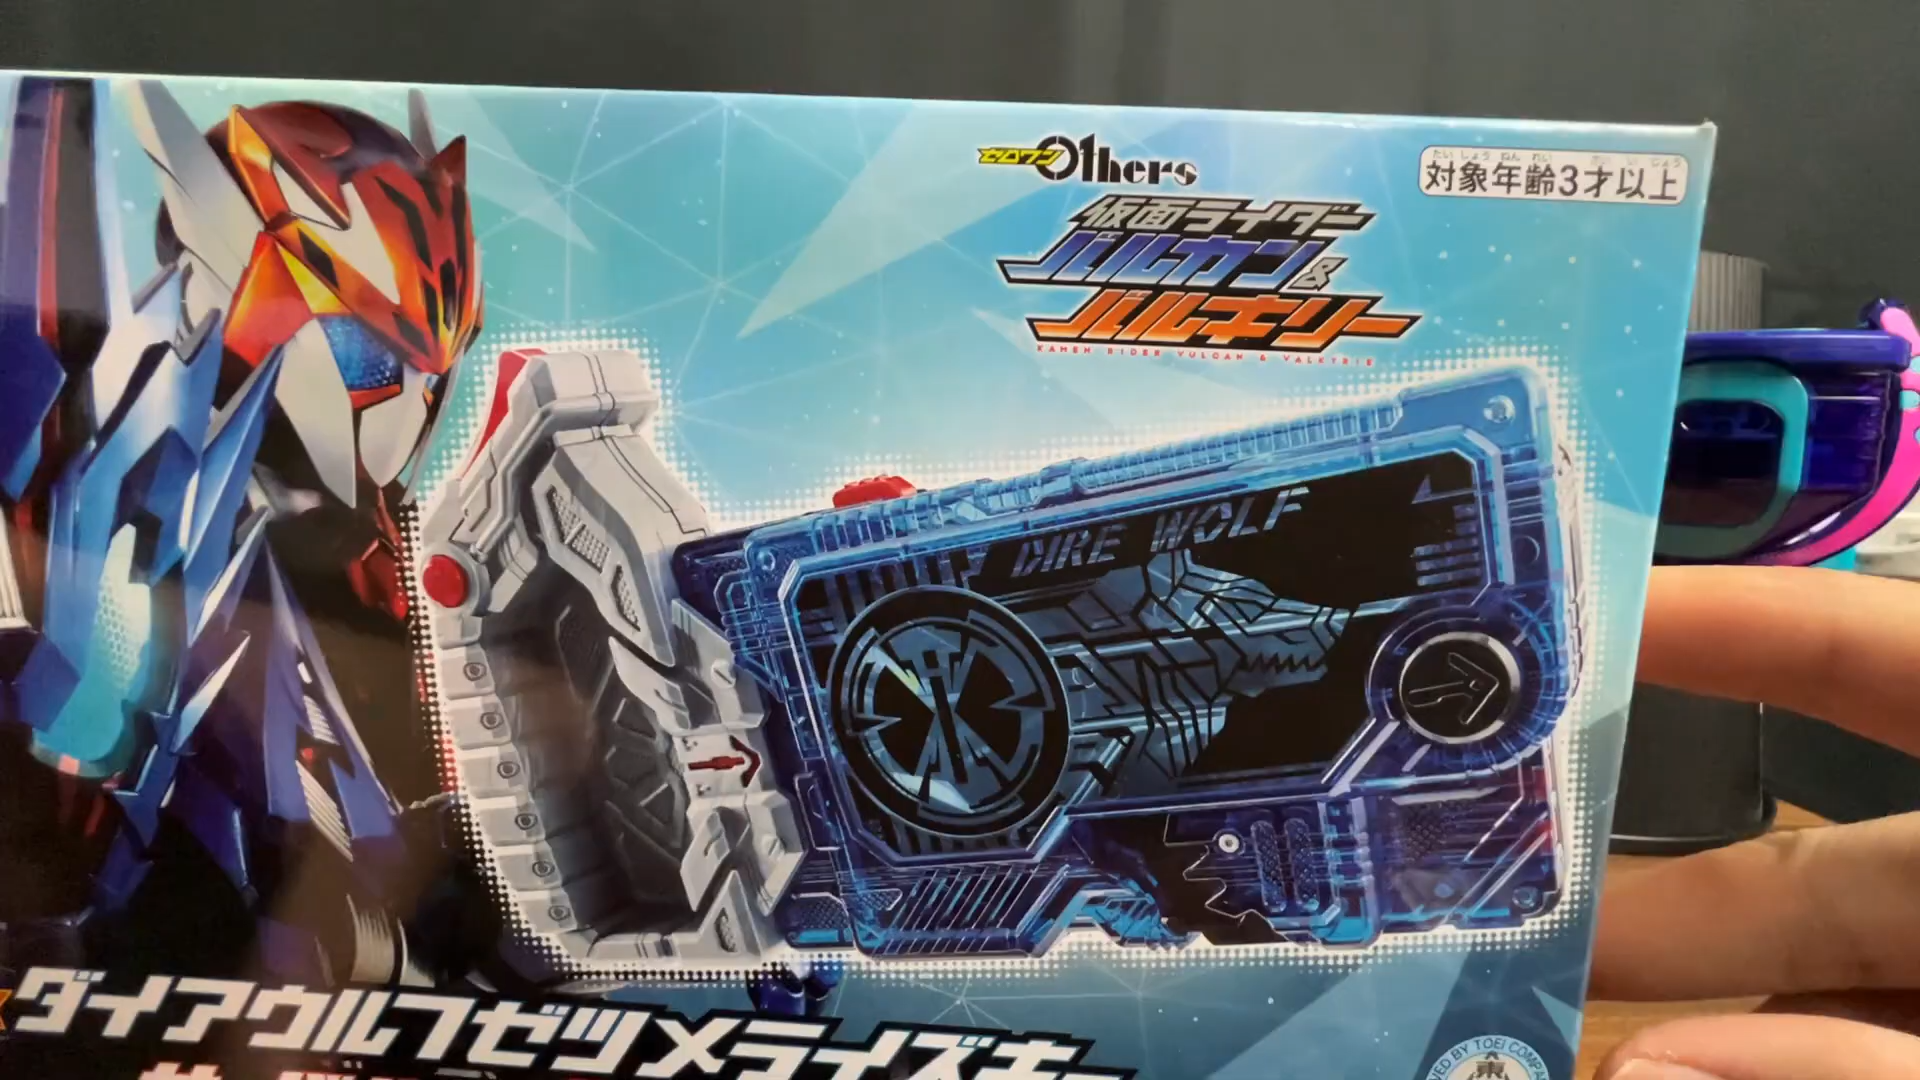 ゼロワン Others
たいしょうねんれい さい いじょう
対象年齢3才以上
仮面ライダー
バルカン&
バルキリー
KAMEN RIDER VULCAN & VALKYRIE
DIRE WOLF
ダイアウルフゼツメライズキー